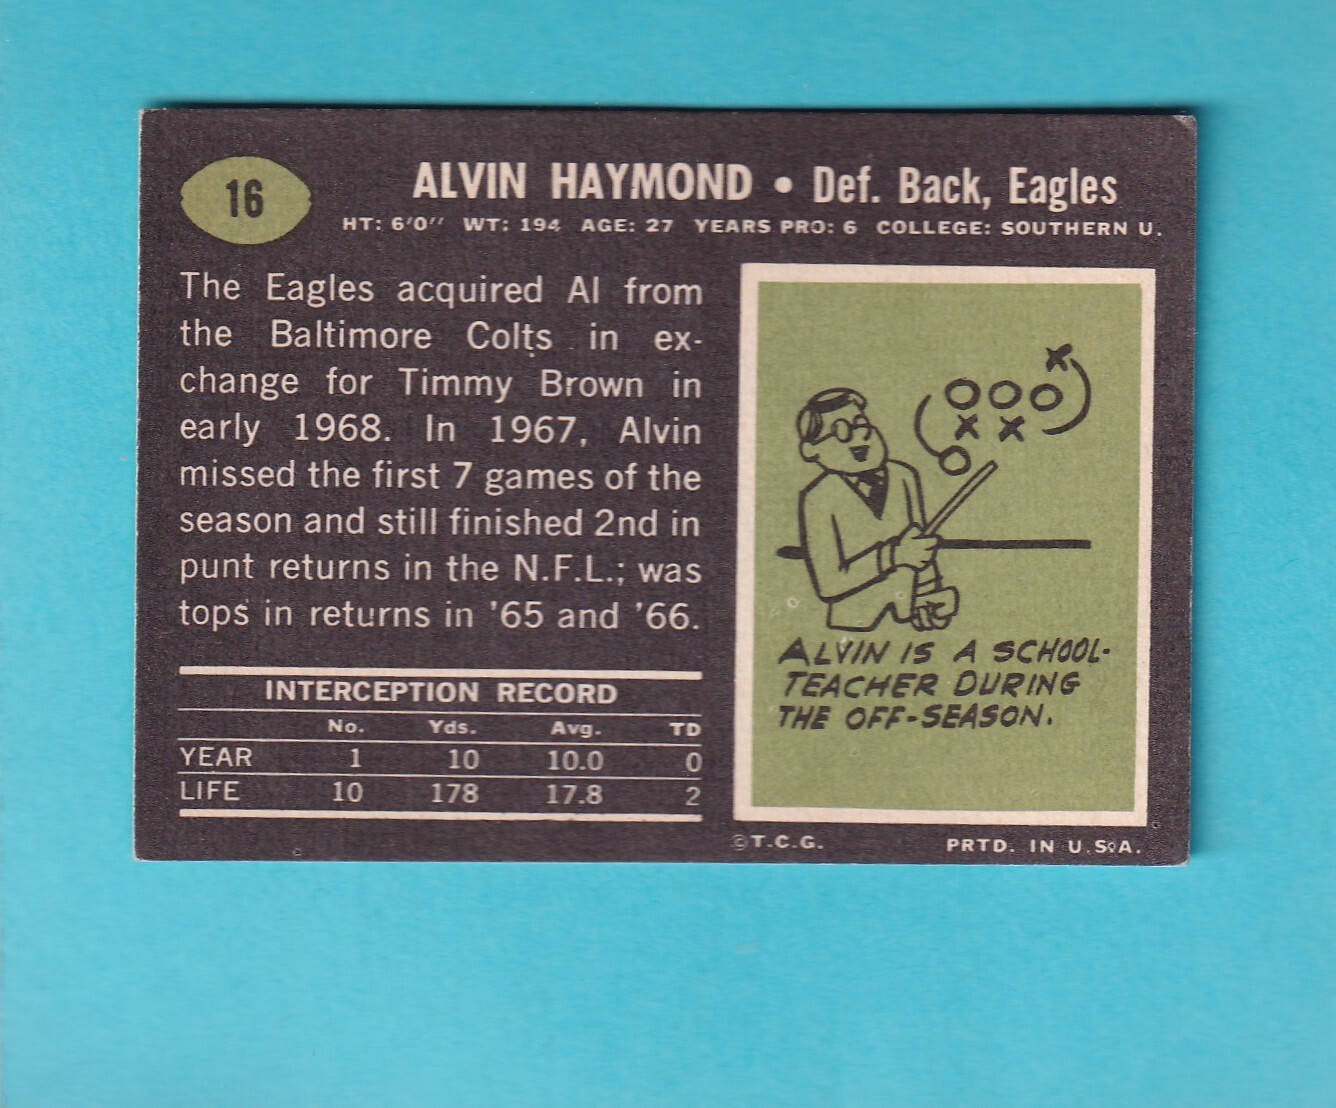 16
ALVIN HAYMOND • Def. Back, Eagles
HT: 6'0" WT: 194 AGE: 27 YEARS PRO: 6 COLLEGE: SOUTHERN U.
The Eagles acquired Al from
the Baltimore Colts in ex-
change for Timmy Brown in
early 1968. In 1967, Alvin
missed the first 7 games of the
season and still finished 2nd in
punt returns in the N.F.L.; was
tops in returns in '65 and '66.
INTERCEPTION RECORD
No. Yds. Avg. TD
YEAR 1 10 10.0 0
LIFE 10 178 17.8 2
X
O O O
X X
O
ALVIN IS A SCHOOL-
TEACHER DURING
THE OFF-SEASON.
©T.C.G. PRTD. IN U.S.A.